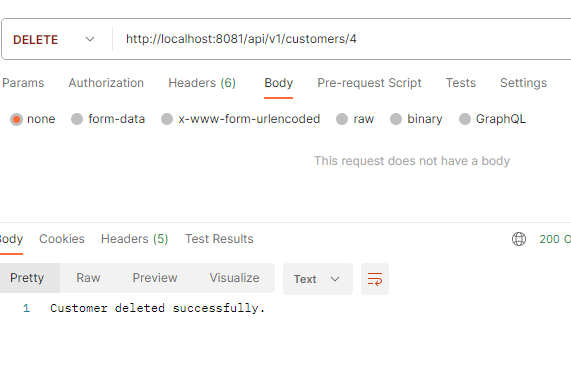 DELETE http://localhost:8081/api/v1/customers/4
Params Authorization Headers (6) Body Pre-request Script Tests Settings
none form-data x-www-form-urlencoded raw binary GraphQL
This request does not have a body
Body Cookies Headers (5) Test Results 200 O
Pretty Raw Preview Visualize Text
1 Customer deleted successfully.